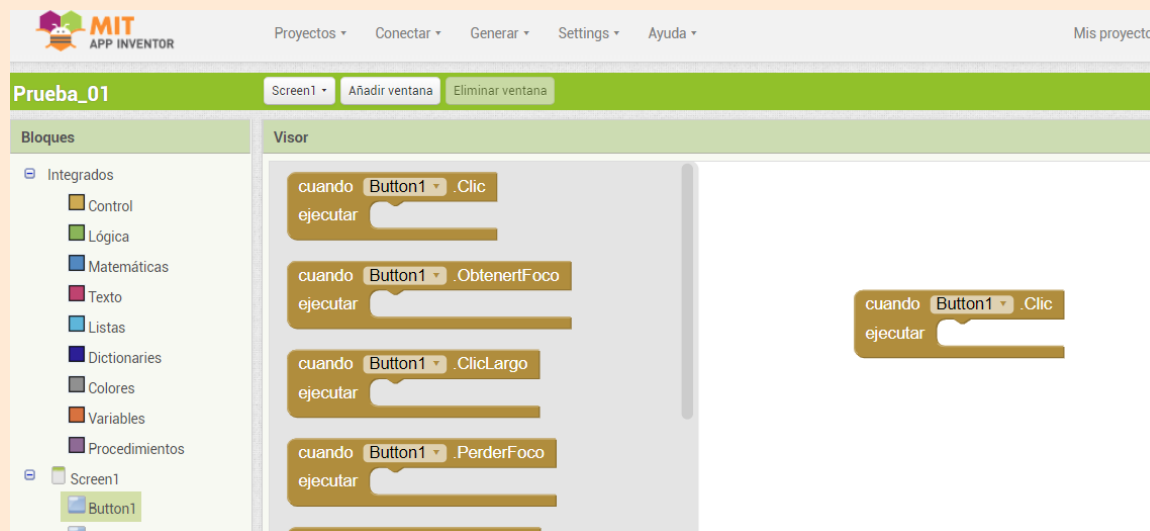 MIT
APP INVENTOR
Proyectos Conectar Generar Settings Ayuda Mis proyecto
Prueba_01 Screen1 Añadir ventana Eliminar ventana
Bloques
Visor
Integrados
Control
Lógica
Matemáticas
Texto
Listas
Dictionaries
Colores
Variables
Procedimientos
Screen1
Button1
cuando Button1 .Clic
ejecutar
cuando Button1 .ObtenertFoco
ejecutar
cuando Button1 .ClicLargo
ejecutar
cuando Button1 .PerderFoco
ejecutar
cuando Button1 .Clic
ejecutar